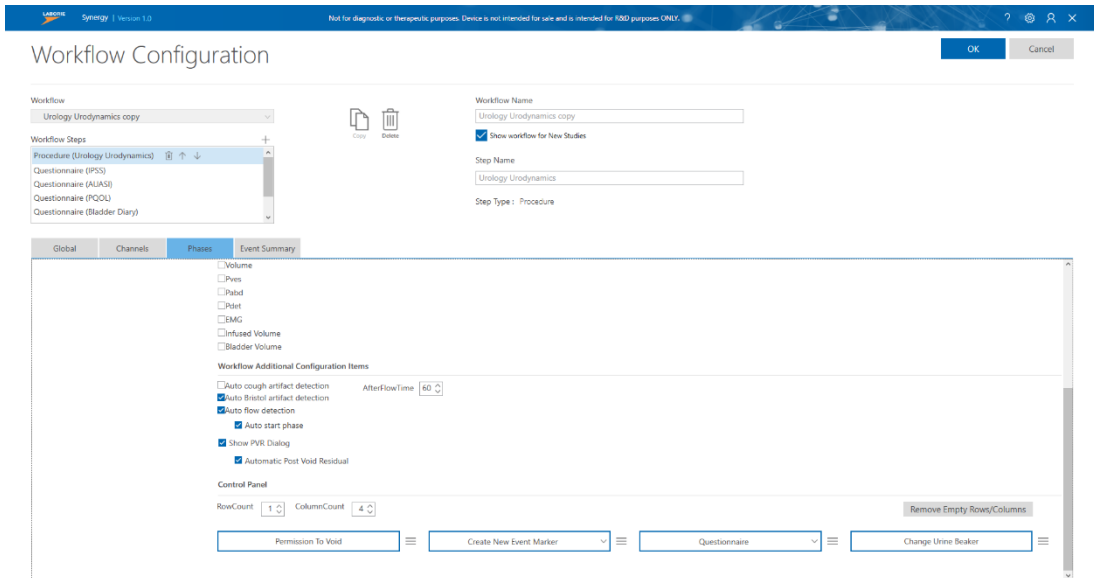 LABORIE Synergy | Version 1.0 Not for diagnostic or therapeutic purposes. Device is not intended for sale and is intended for R&D purposes ONLY.
Workflow Configuration
OK Cancel
Workflow
Urology Urodynamics copy
Copy Delete
Workflow Name
Urology Urodynamics copy
Show workflow for New Studies
Workflow Steps
Procedure (Urology Urodynamics)
Questionnaire (IPSS)
Questionnaire (AUASI)
Questionnaire (PQOL)
Questionnaire (Bladder Diary)
Step Name
Urology Urodynamics
Step Type : Procedure
Global Channels Phases Event Summary
Volume
Pves
Pabd
Pdet
EMG
Infused Volume
Bladder Volume
Workflow Additional Configuration Items
Auto cough artifact detection AfterFlowTime 60
Auto Bristol artifact detection
Auto flow detection
Auto start phase
Show PVR Dialog
Automatic Post Void Residual
Control Panel
RowCount 1 ColumnCount 4 Remove Empty Rows/Columns
Permission To Void Create New Event Marker Questionnaire Change Urine Beaker